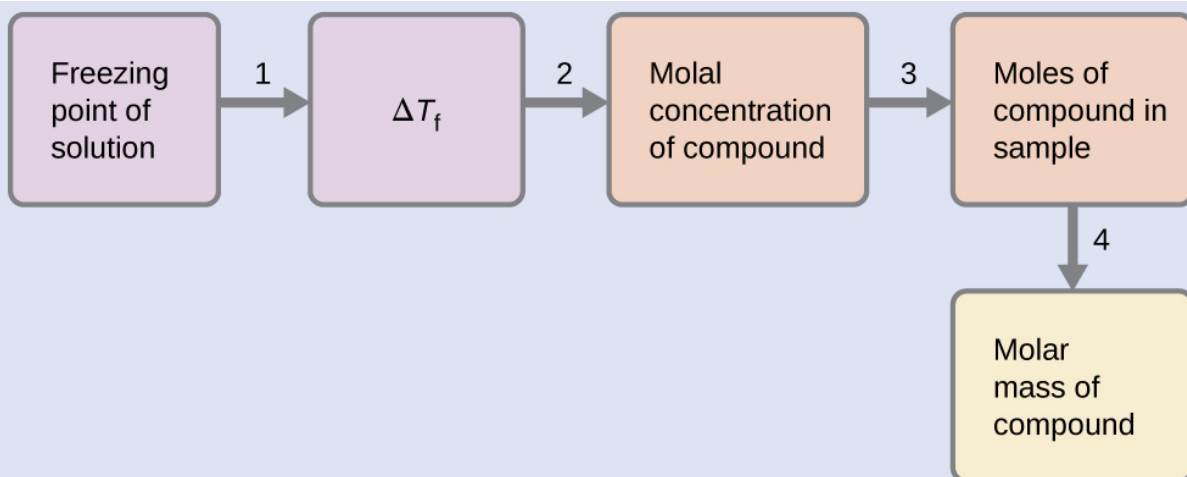 Freezing
point of
solution
1
ΔTf
2
Molal
concentration
of compound
3
Moles of
compound in
sample
4
Molar
mass of
compound